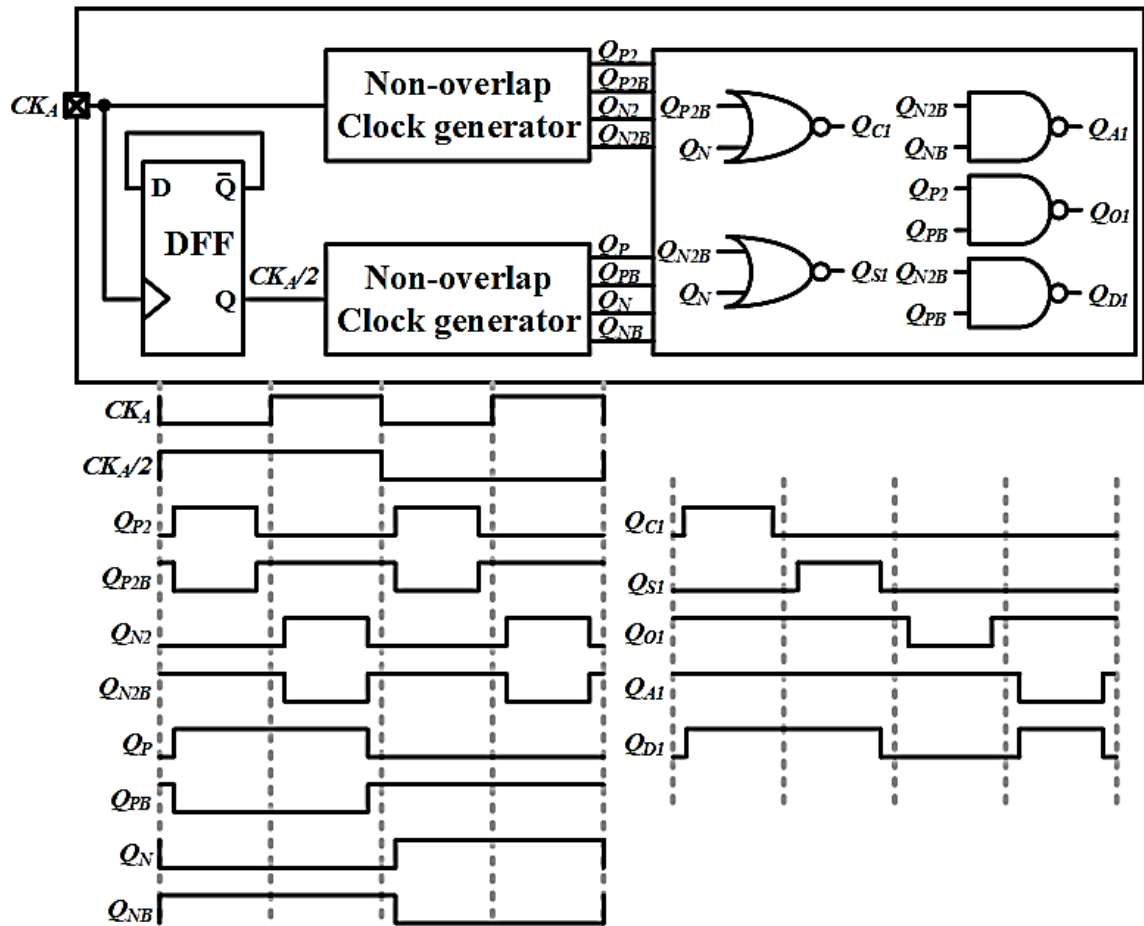 CKA
Non-overlap
Clock generator
QP2
QP2B
QN2
QN2B
QP2B
QN
QC1
QN2B
QNB
QA1
D
Q̄
DFF
Q
CKA/2
Non-overlap
Clock generator
QP
QPB
QN
QNB
QN2B
QN
QS1
QP2
QPB
QO1
QN2B
QPB
QD1
CKA
CKA/2
QP2
QP2B
QN2
QN2B
QP
QPB
QN
QNB
QC1
QS1
QO1
QA1
QD1